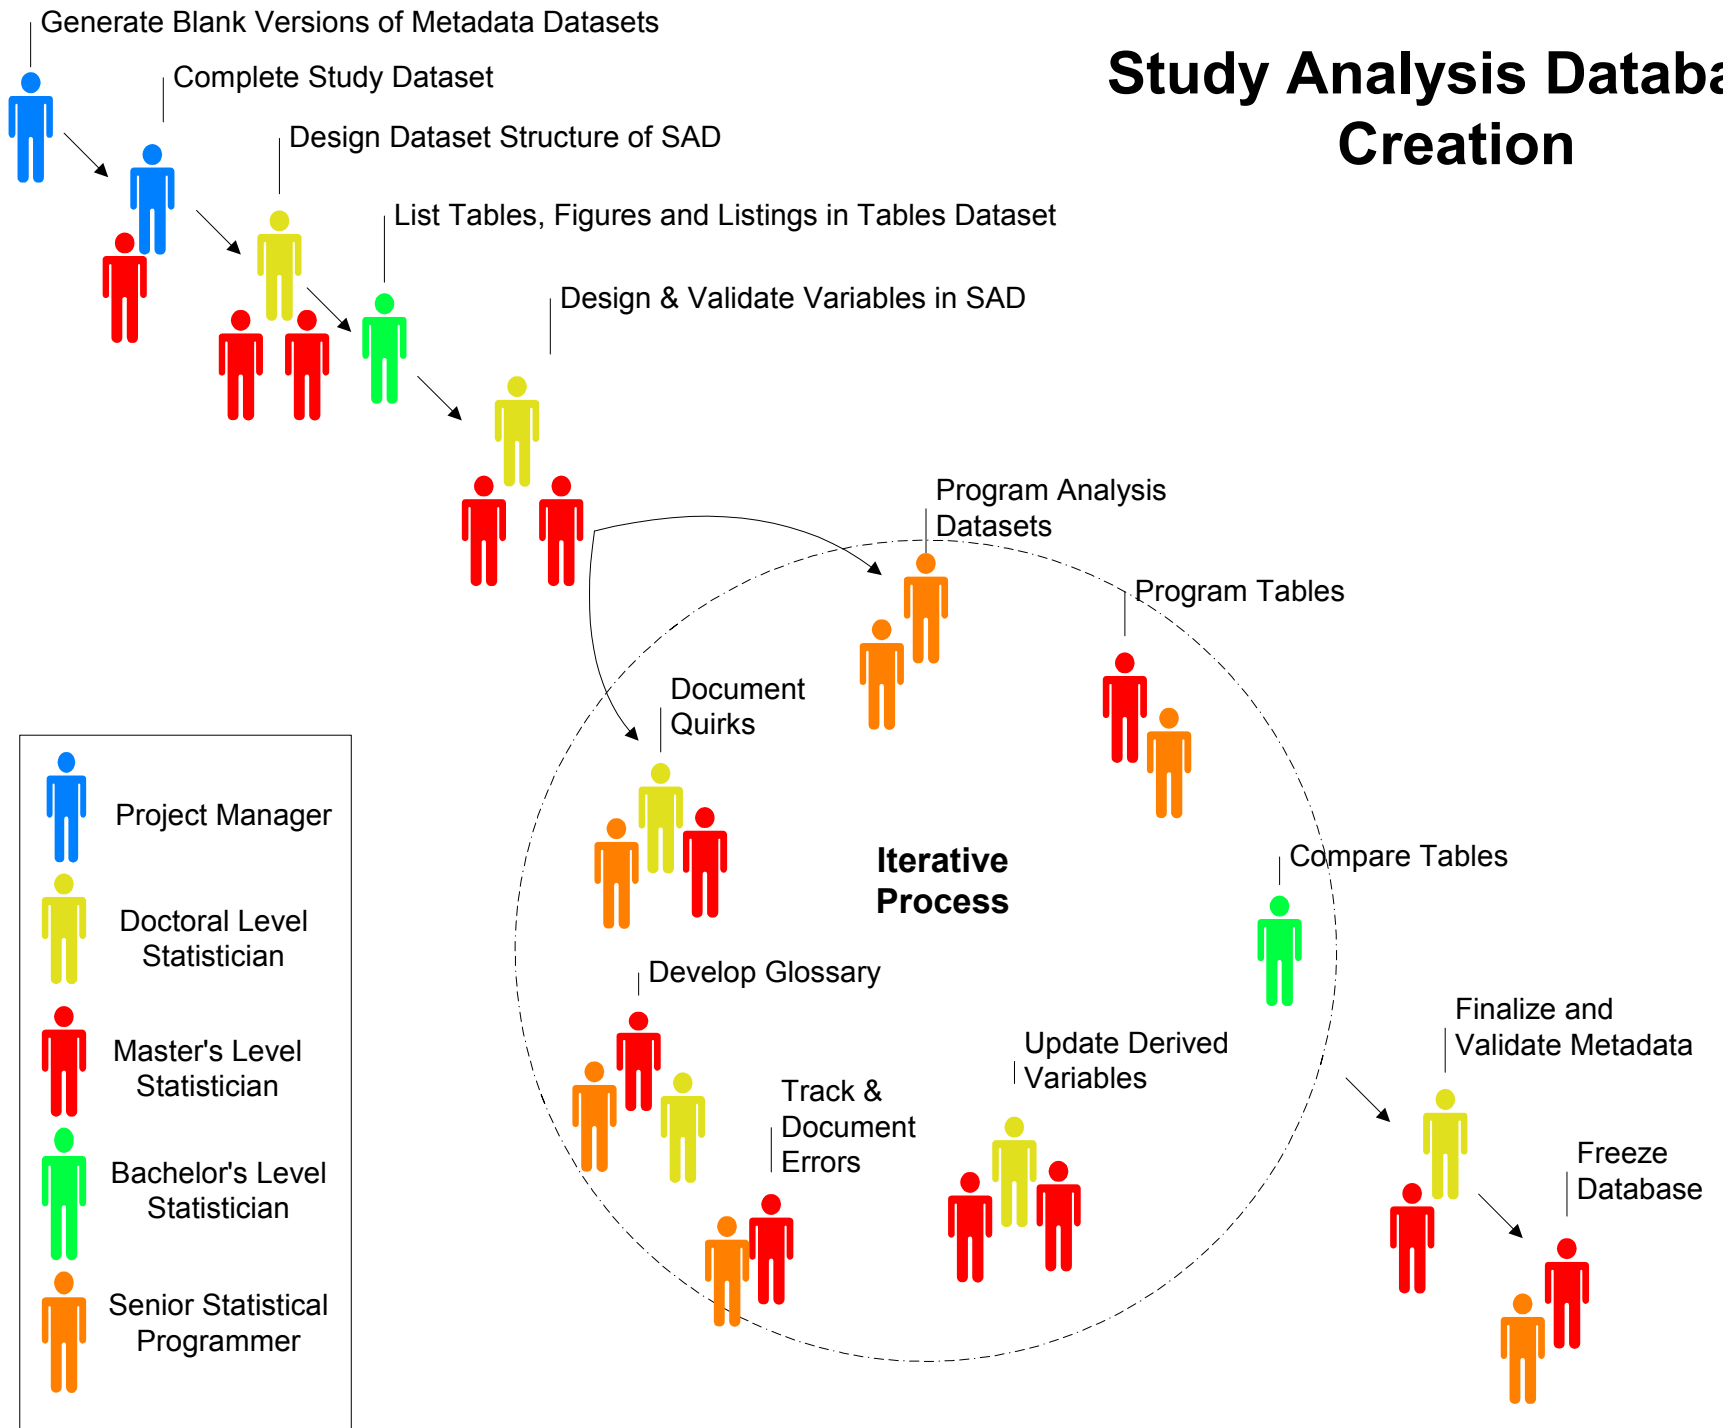 Generate Blank Versions of Metadata Datasets
Study Analysis
Creation
Complete Study Dataset
Design Dataset Structure of SAD
List Tables, Figures and Listings in Tables Dataset
Design & Validate Variables in SAD
Program Analysis
Datasets
Program Tables
Document
Quirks
Iterative
Process
Compare Tables
Develop Glossary
Update Derived
Variables
Track &
Document
Errors
Finalize and
Validate Metadata
Freeze
Database
Project Manager
Doctoral Level
Statistician
Master's Level
Statistician
Bachelor's Level
Statistician
Senior Statistical
Programmer